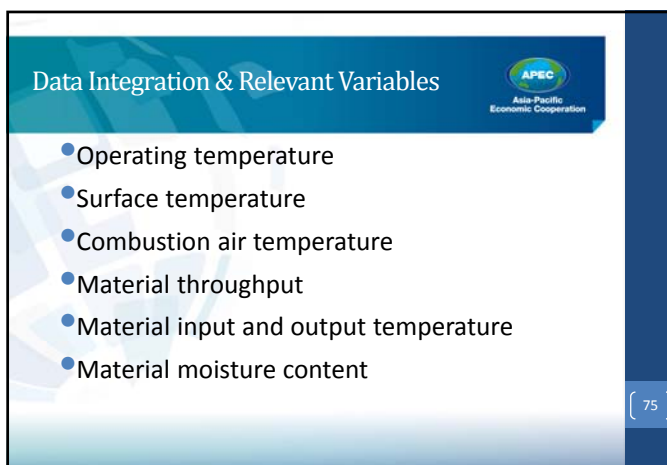 Data Integration & Relevant Variables
APEC
Asia-Pacific
Economic Cooperation
•Operating temperature
•Surface temperature
•Combustion air temperature
•Material throughput
•Material input and output temperature
•Material moisture content
75